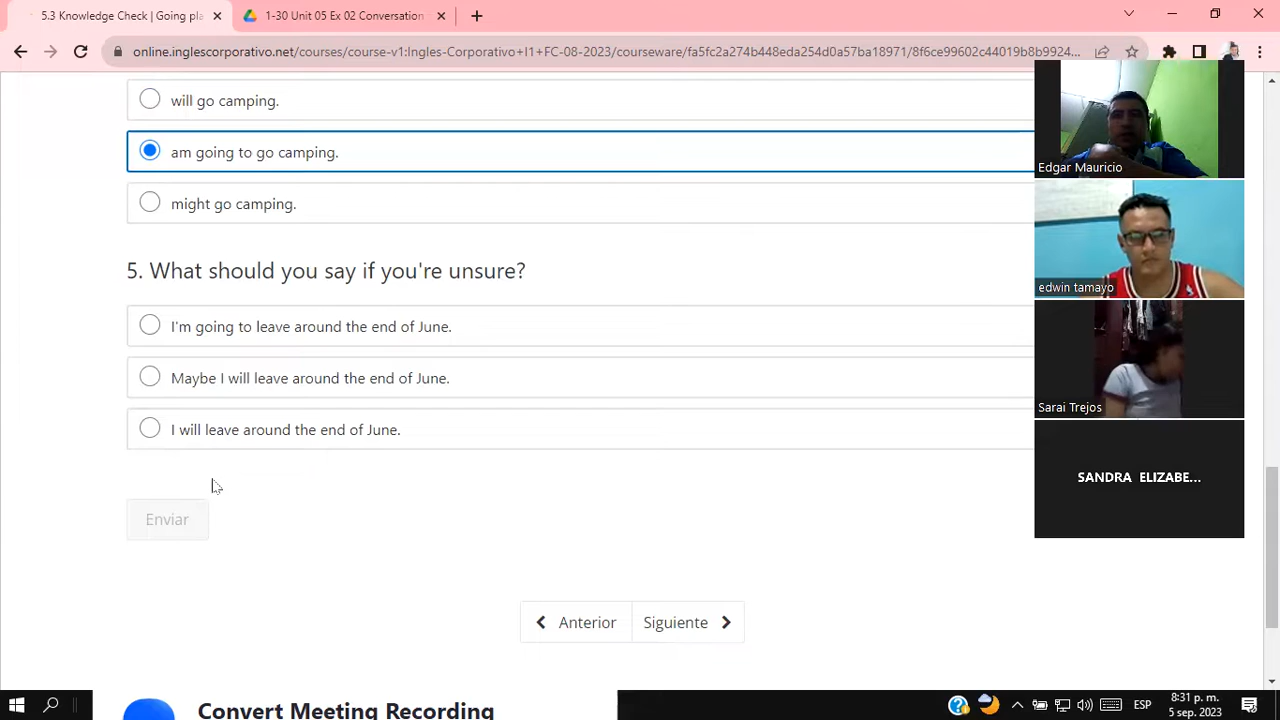 5.3 Knowledge Check | Going pla
1-30 Unit 05 Ex 02 Conversation
online.inglescorporativo.net/courses/course-v1:Ingles-Corporativo+I1+FC-08-2023/courseware/fa5fc2a274b448eda254d0a57ba18971/8f6ce99602c44019b8b9924...
will go camping.
am going to go camping.
might go camping.
5. What should you say if you're unsure?
I'm going to leave around the end of June.
Maybe I will leave around the end of June.
I will leave around the end of June.
Enviar
Anterior
Siguiente
Convert Meeting Recording
Edgar Mauricio
edwin tamayo
Sarai Trejos
SANDRA ELIZABE...
ESP
8:31 p. m.
5 sep. 2023